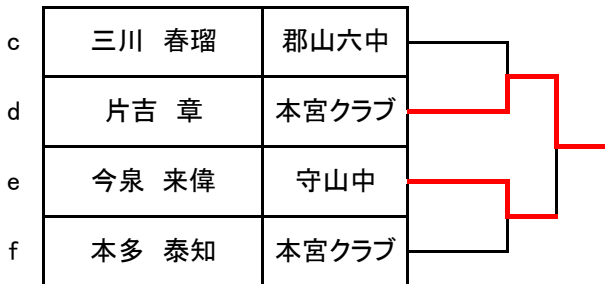 c 三川 春瑠 郡山六中
d 片吉 章 本宮クラブ
e 今泉 来偉 守山中
f 本多 泰知 本宮クラブ